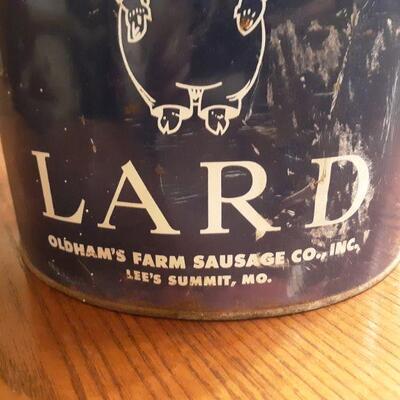 LARD
OLDHAM'S FARM SAUSAGE CO., INC.
LEE'S SUMMIT, MO.